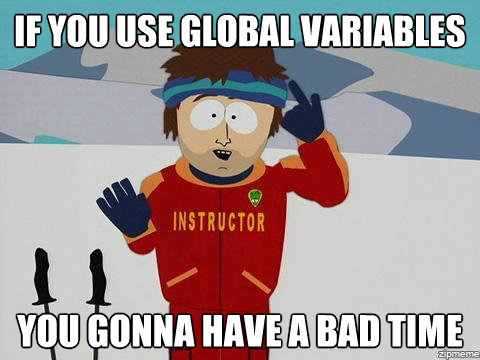 IF YOU USE GLOBAL VARIABLES
INSTRUCTOR
YOU GONNA HAVE A BAD TIME
zipmeme